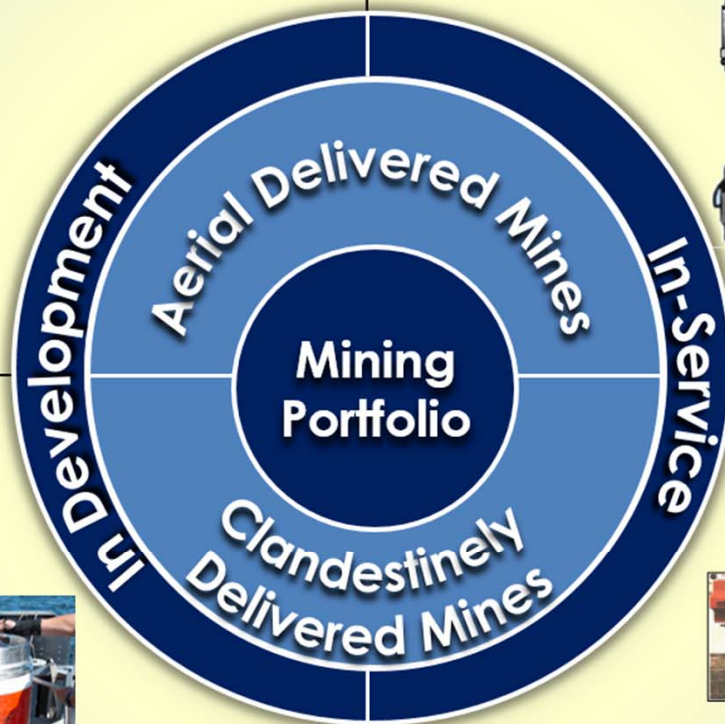 Aerial Delivered Mines
In Development
In-Service
Mining
Portfolio
Clandestinely
Delivered Mines